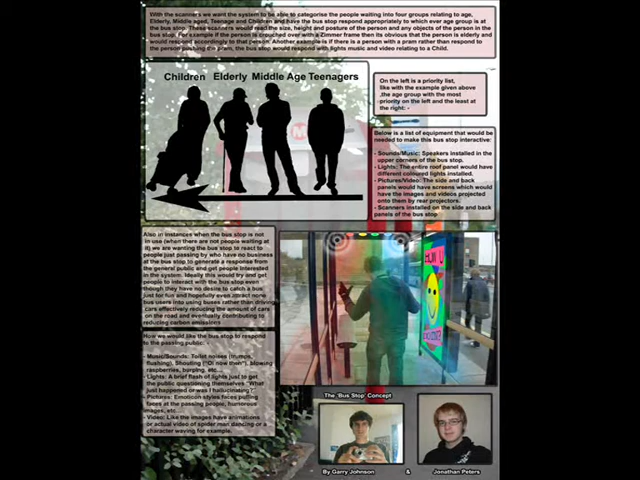 With the scanners we want the system to be able to categorise the people waiting into four groups relating to age,
Elderly, Middle aged, Teenage and Children and have the bus stop respond appropriately to which ever age group is at
the bus stop. These scanners would read the size, height and posture of the person and any objects of the person in
the bus stop. For example if the person is crouched over with a Zimmer frame then its obvious that the person is elderly and
would respond accordingly to that person. Another example is if there is a person with a pram rather than respond to
the person pushing the pram, the bus stop would respond with lights music and video relating to a Child.
Children Elderly Middle Age Teenagers
On the left is a priority list,
like with the example given above
,the age group with the most
priority on the left and the least at
the right: -
Below is a list of equipment that would be
needed to make this bus stop interactive:
- Sounds/Music: Speakers installed in the
upper corners of the bus stop.
- Lights: The entire roof panel would have
different coloured lights installed.
- Pictures/Video: The side and back
panels would have screens which would
have the images and videos projected
onto them by rear projectors.
- Scanners installed on the side and back
panels of the bus stop
Also in instances when the bus stop is not
in use (when there are not people waiting at
it) we are wanting the bus stop to react to
people just passing by who have no business
at the bus stop to generate a response from
the general public and get people interested
in the system. Ideally this would try and get
people to interact with the bus stop even
though they have no desire to catch a bus
just for fun and hopefully even attract none
bus users into using buses rather than driving
cars effectively reducing the amount of cars
on the road and eventually contributing to
reducing carbon emissions
How we would like the bus stop to respond
to the passing public: -
- Music/Sounds: Toilet noises (trumps,
flushing), Shouting ("Oi now then"), blowing
raspberries, burping, etc...
- Lights: A brief flash of lights just to get
the public questioning themselves "What
just happened or was I hallucinating?"
- Pictures: Emoticon styles faces pulling
faces at the passing people, humorous
images, etc...
- Video: Like the images have animations
or actual video of spider men dancing or a
character waving for example.
The 'Bus Stop' Concept
By Garry Johnson & Jonathan Peters